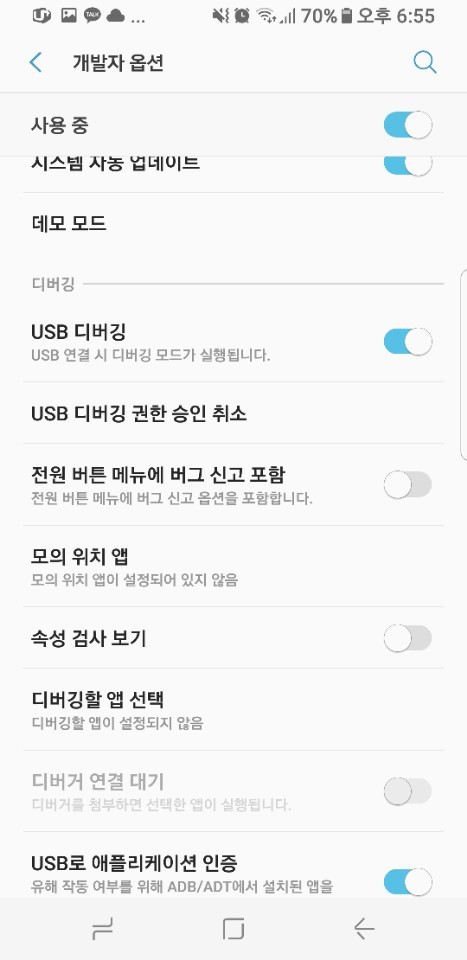 TALK ... 70% 오후 6:55
개발자 옵션
사용 중
시스템 자동 업데이트
데모 모드
디버깅
USB 디버깅
USB 연결 시 디버깅 모드가 실행됩니다.
USB 디버깅 권한 승인 취소
전원 버튼 메뉴에 버그 신고 포함
전원 버튼 메뉴에 버그 신고 옵션을 포함합니다.
모의 위치 앱
모의 위치 앱이 설정되어 있지 않음
속성 검사 보기
디버깅할 앱 선택
디버깅할 앱이 설정되지 않음
디버거 연결 대기
디버거를 첨부하면 선택한 앱이 실행됩니다.
USB로 애플리케이션 인증
유해 작동 여부를 위해 ADB/ADT에서 설치된 앱을